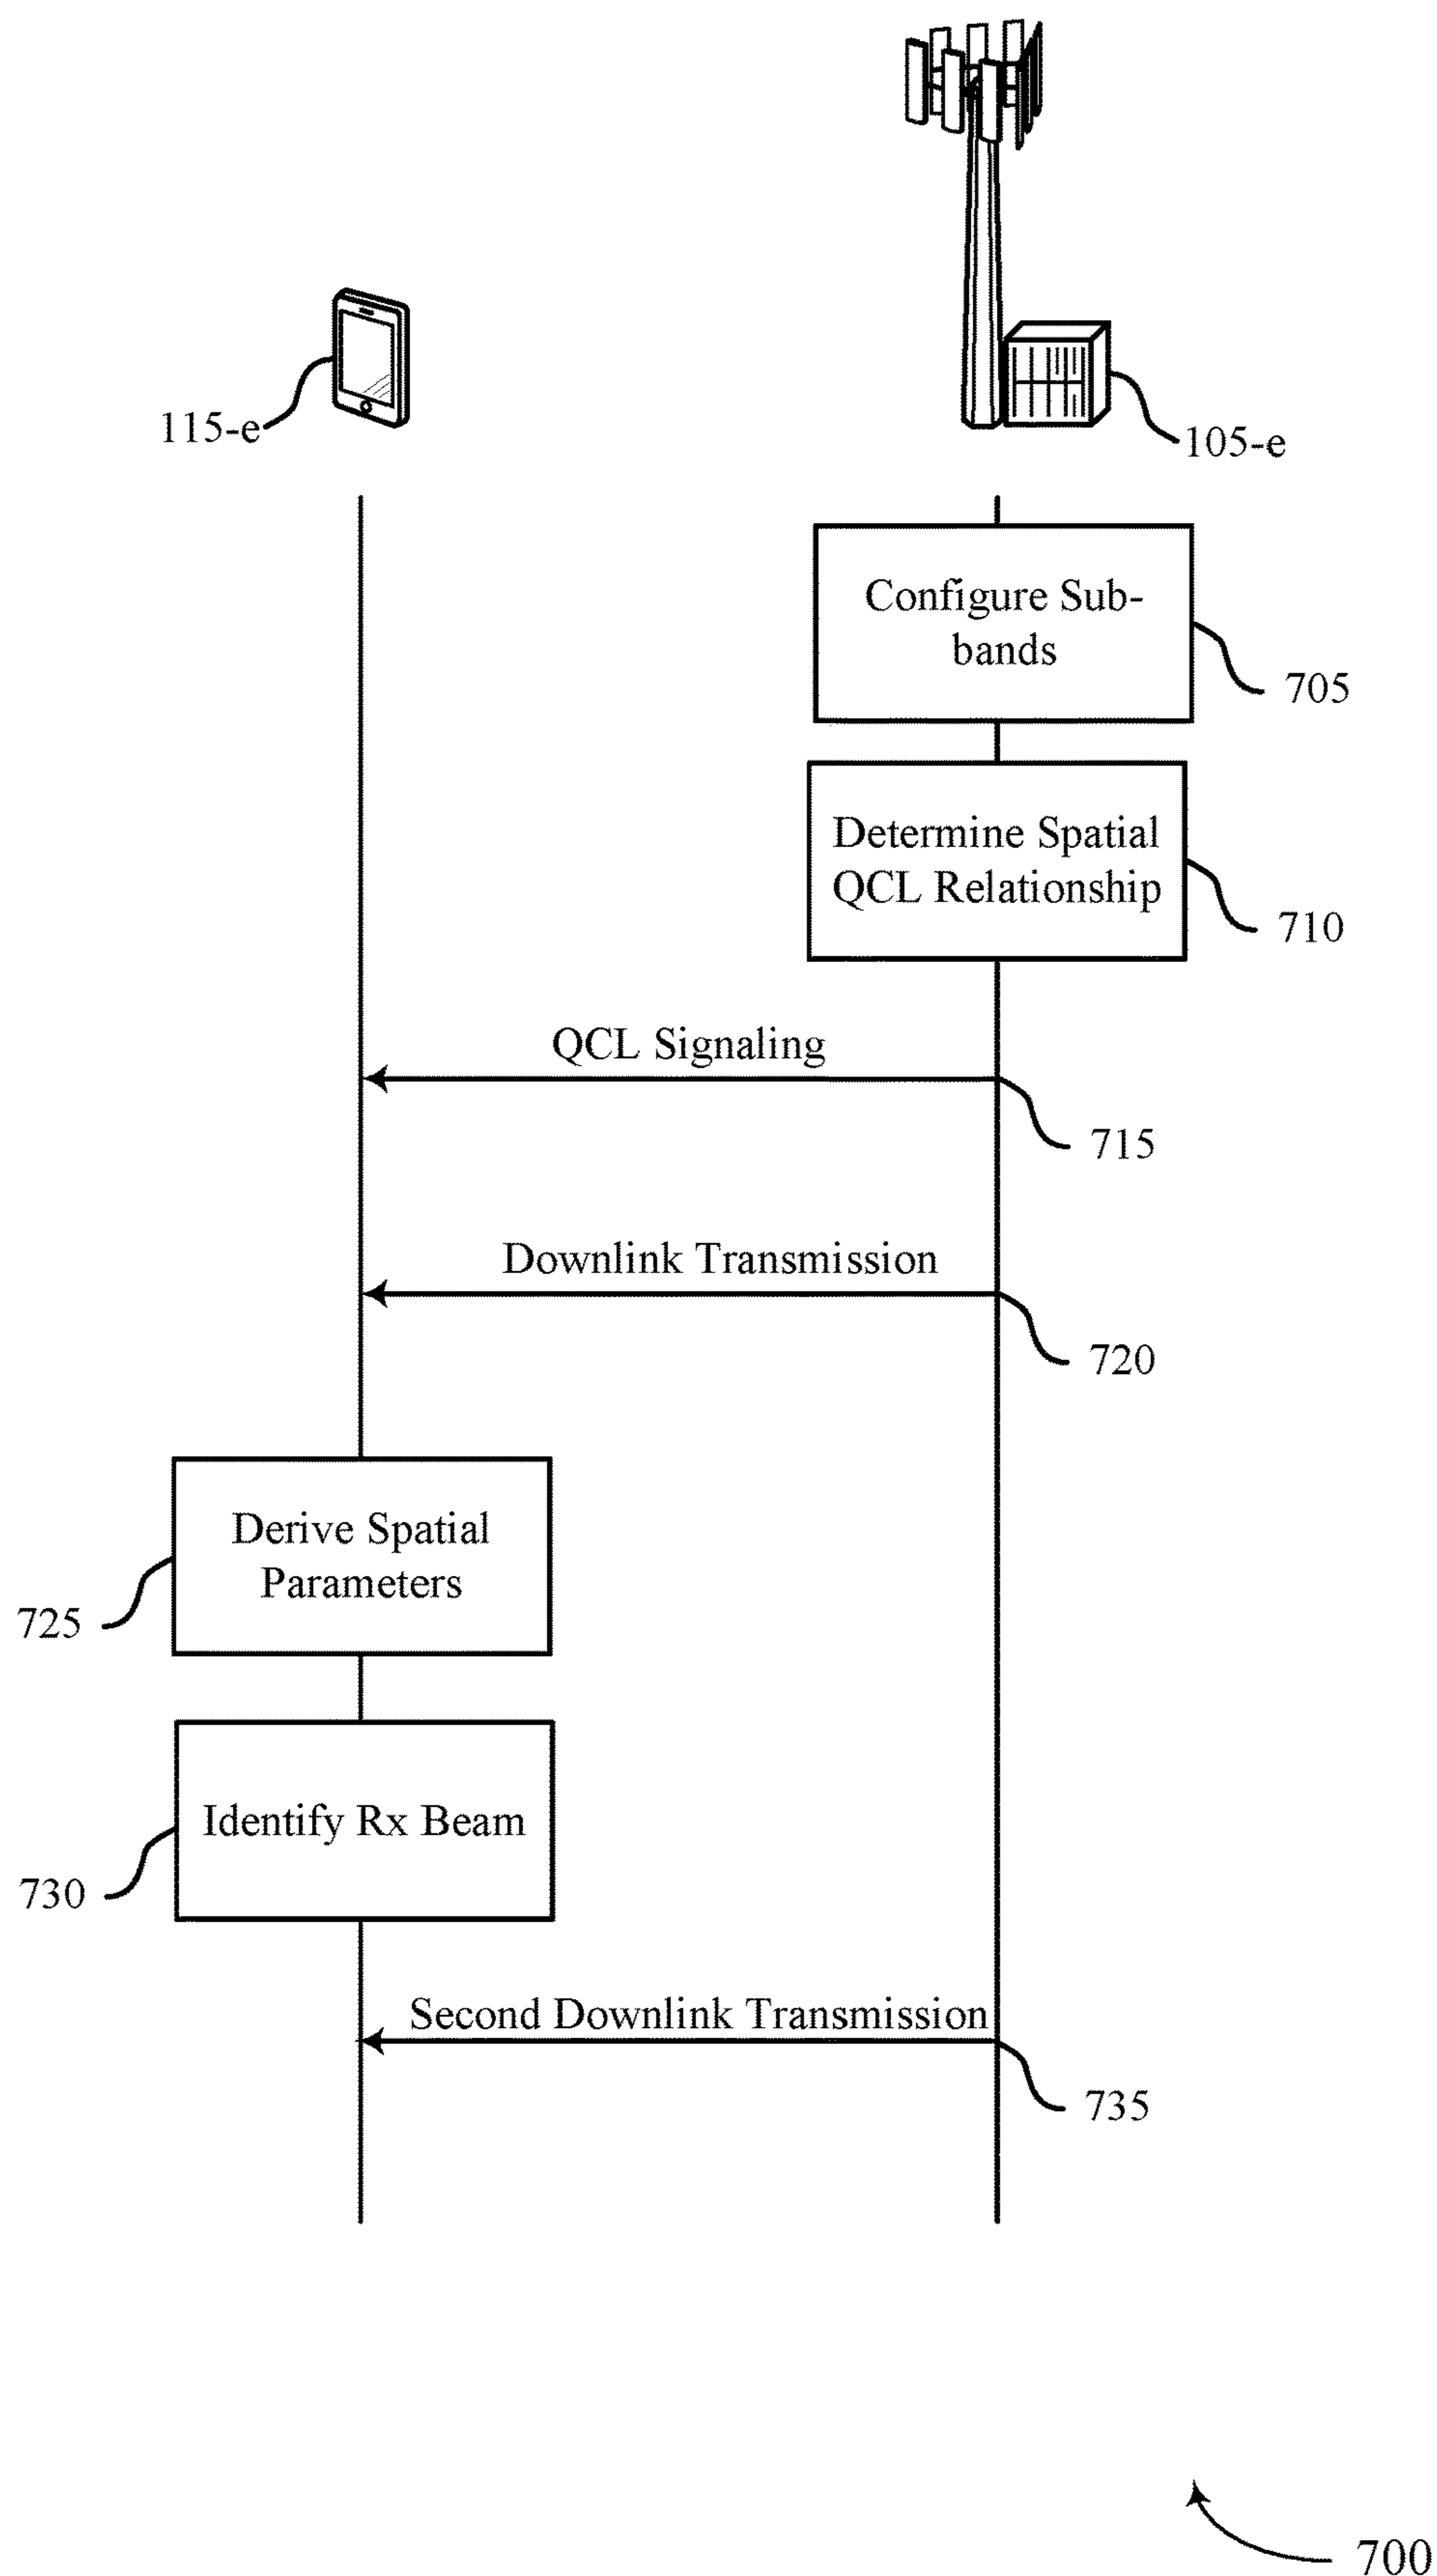 115-e
105-e
Configure Sub-
bands
705
Determine Spatial
QCL Relationship
710
QCL Signaling
715
Downlink Transmission
720
Derive Spatial
Parameters
725
Identify Rx Beam
730
Second Downlink Transmission
735
700